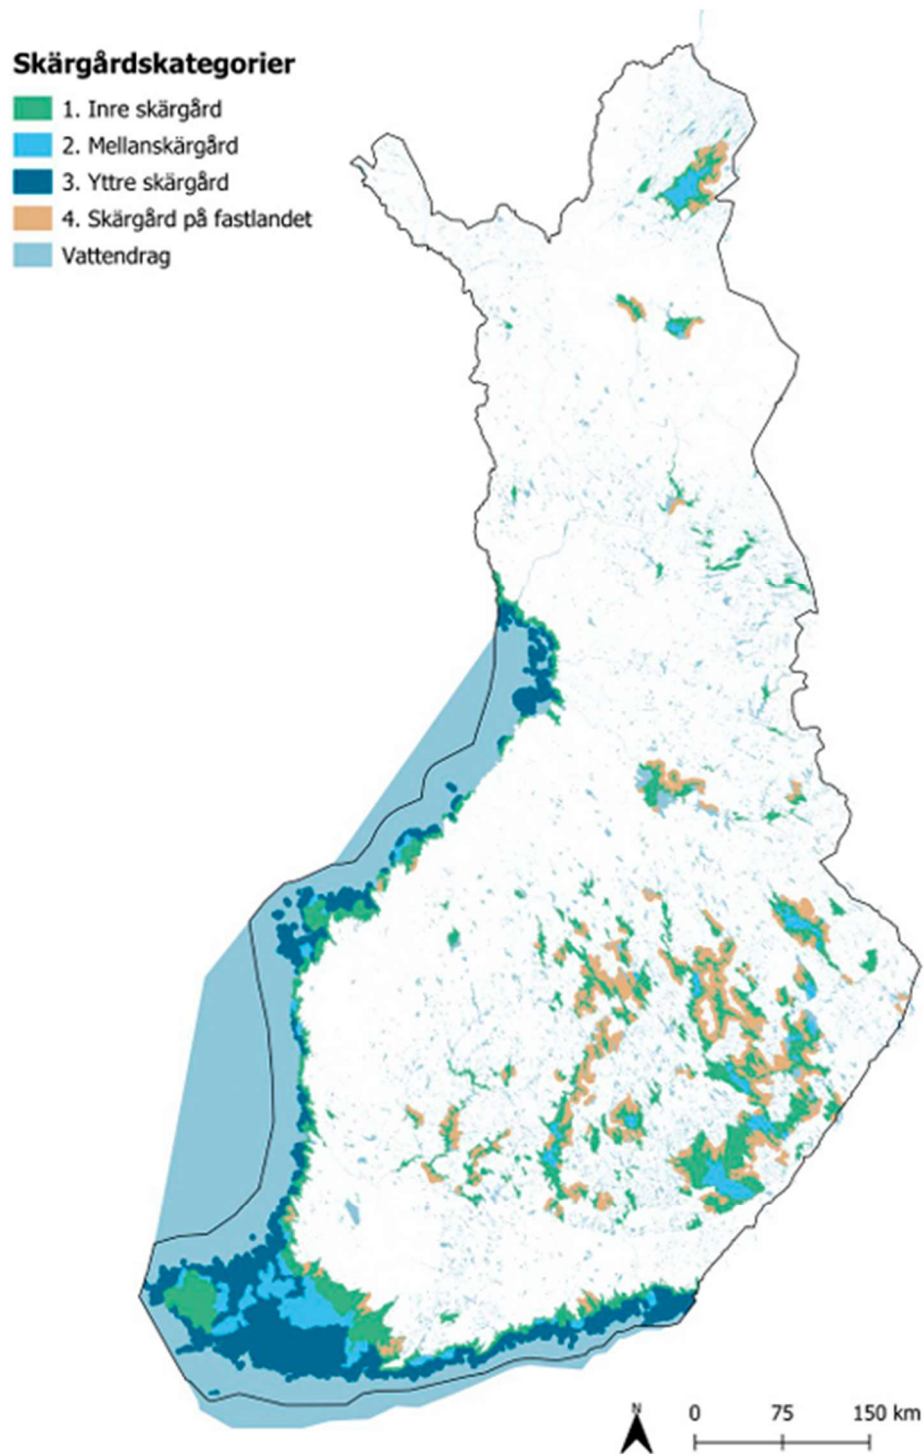 Skärgårdskategorier
1. Inre skärgård
2. Mellanskärgård
3. Yttre skärgård
4. Skärgård på fastlandet
Vattendrag
N
0 75 150 km